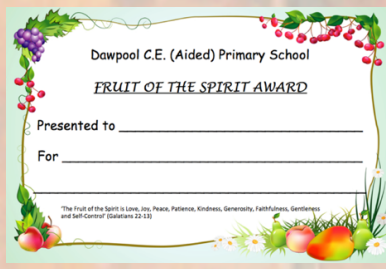 Dawpool C.E. (Aided) Primary School
FRUIT OF THE SPIRIT AWARD
Presented to
For
'The Fruit of the Spirit is Love, Joy, Peace, Patience, Kindness, Generosity, Faithfulness, Gentleness
and Self-Control' (Galatians 22-13)